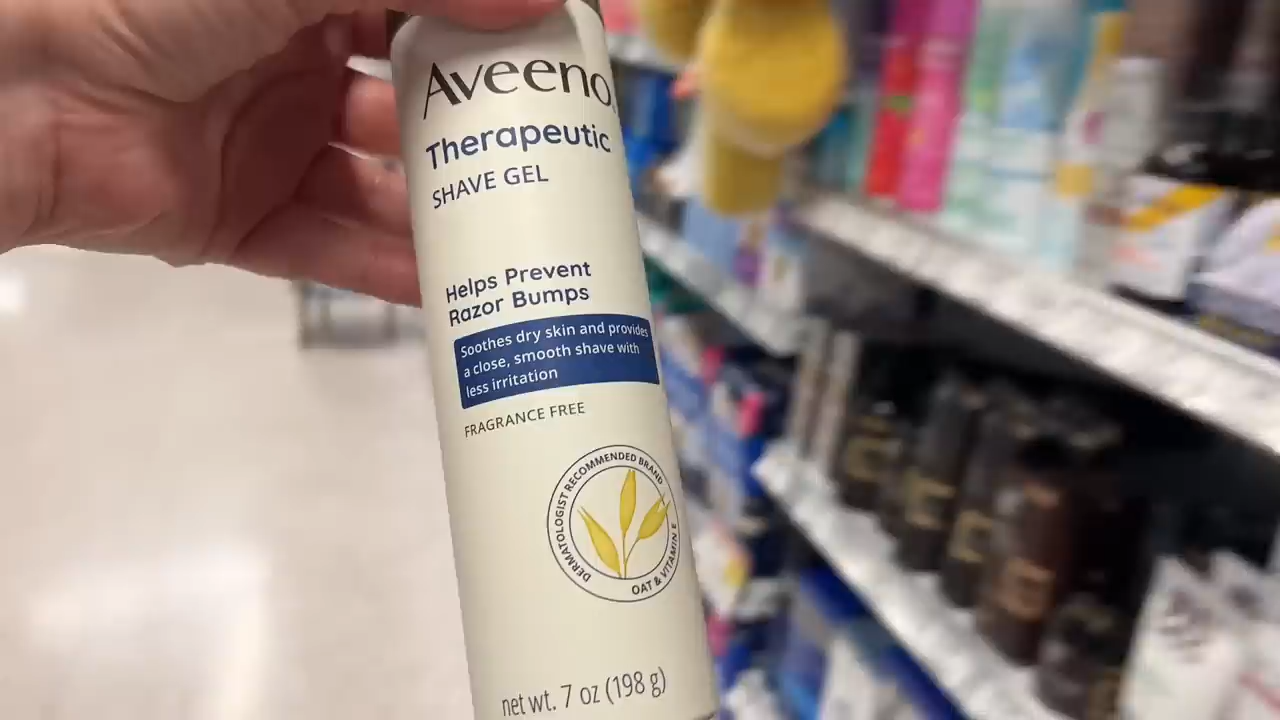 Aveeno
Therapeutic
SHAVE GEL
Helps Prevent
Razor Bumps
Soothes dry skin and provides
a close, smooth shave with
less irritation
FRAGRANCE FREE
DERMATOLOGIST RECOMMENDED BRAND
OAT & VITAMIN E
net wt. 7 oz (198 g)